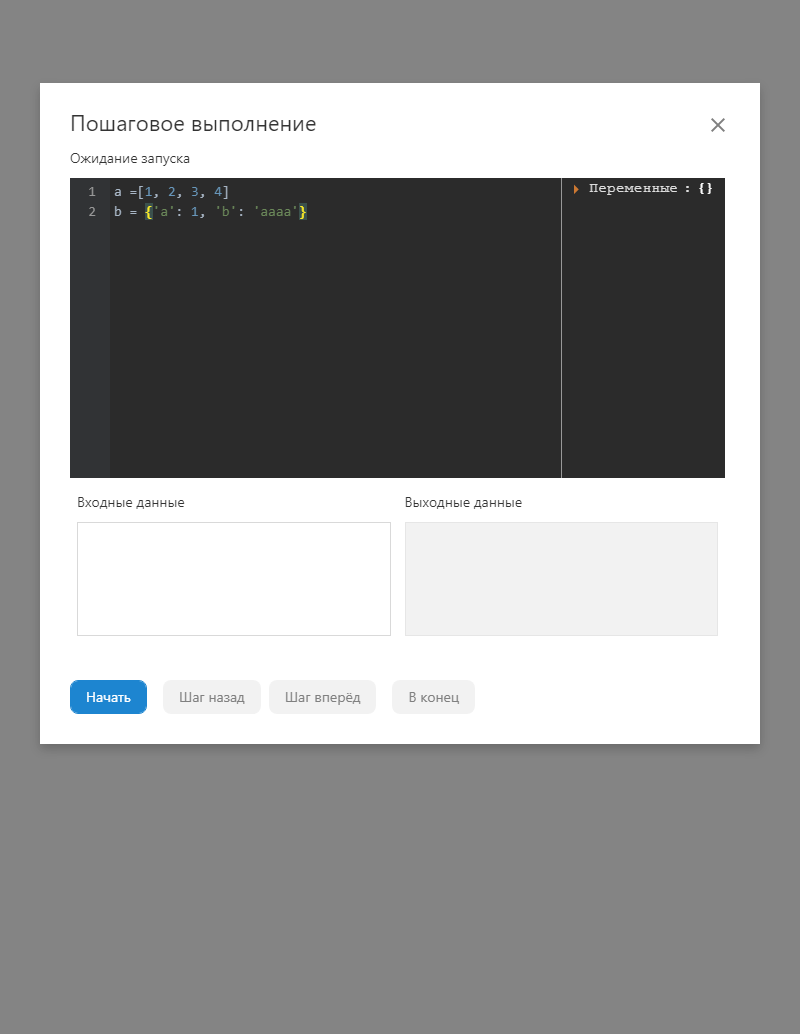 Пошаговое выполнение
Ожидание запуска
1 a =[1, 2, 3, 4]
2 b = {'a': 1, 'b': 'aaaa'}
Переменные : {}
Входные данные
Выходные данные
Начать
Шаг назад
Шаг вперёд
В конец